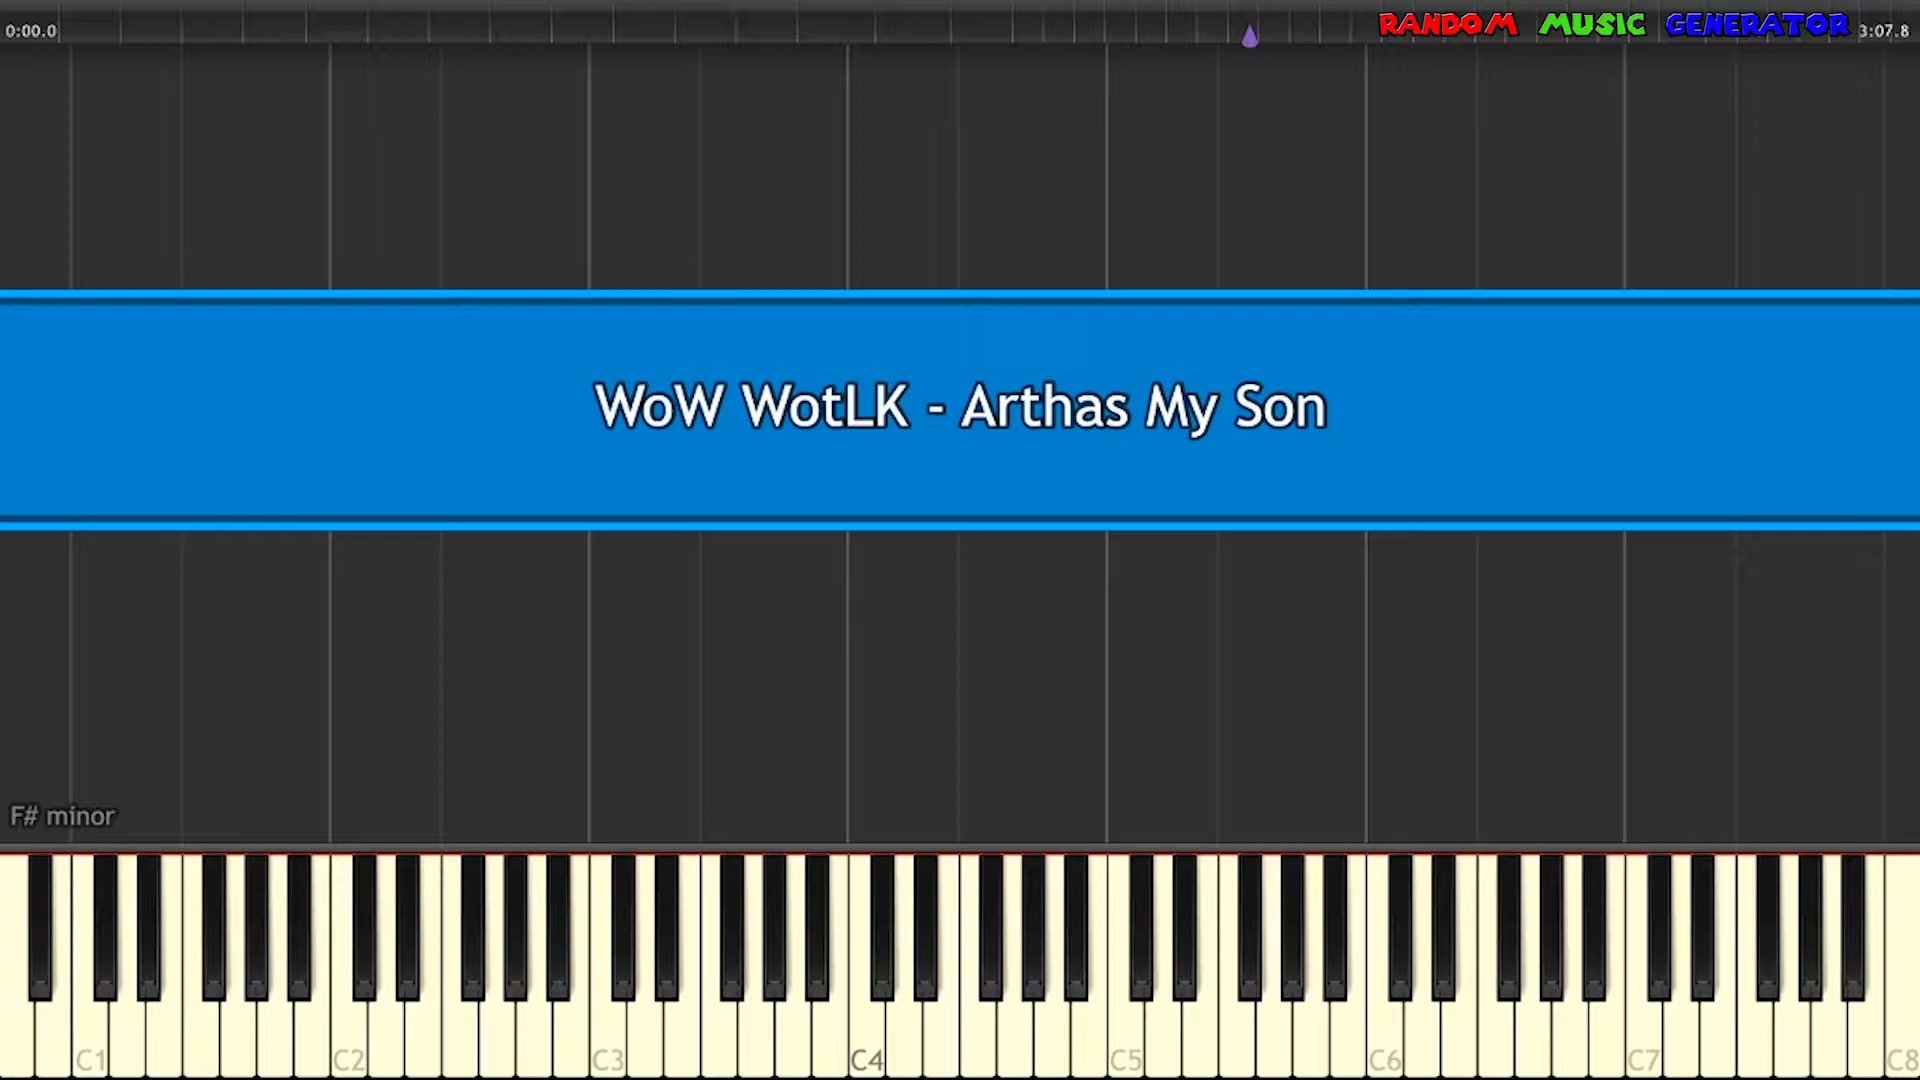 0:00.0
RANDOM MUSIC GENERATOR
3:07.8
WoW WotLK - Arthas My Son
F# minor
C1 C2 C3 C4 C5 C6 C7 C8